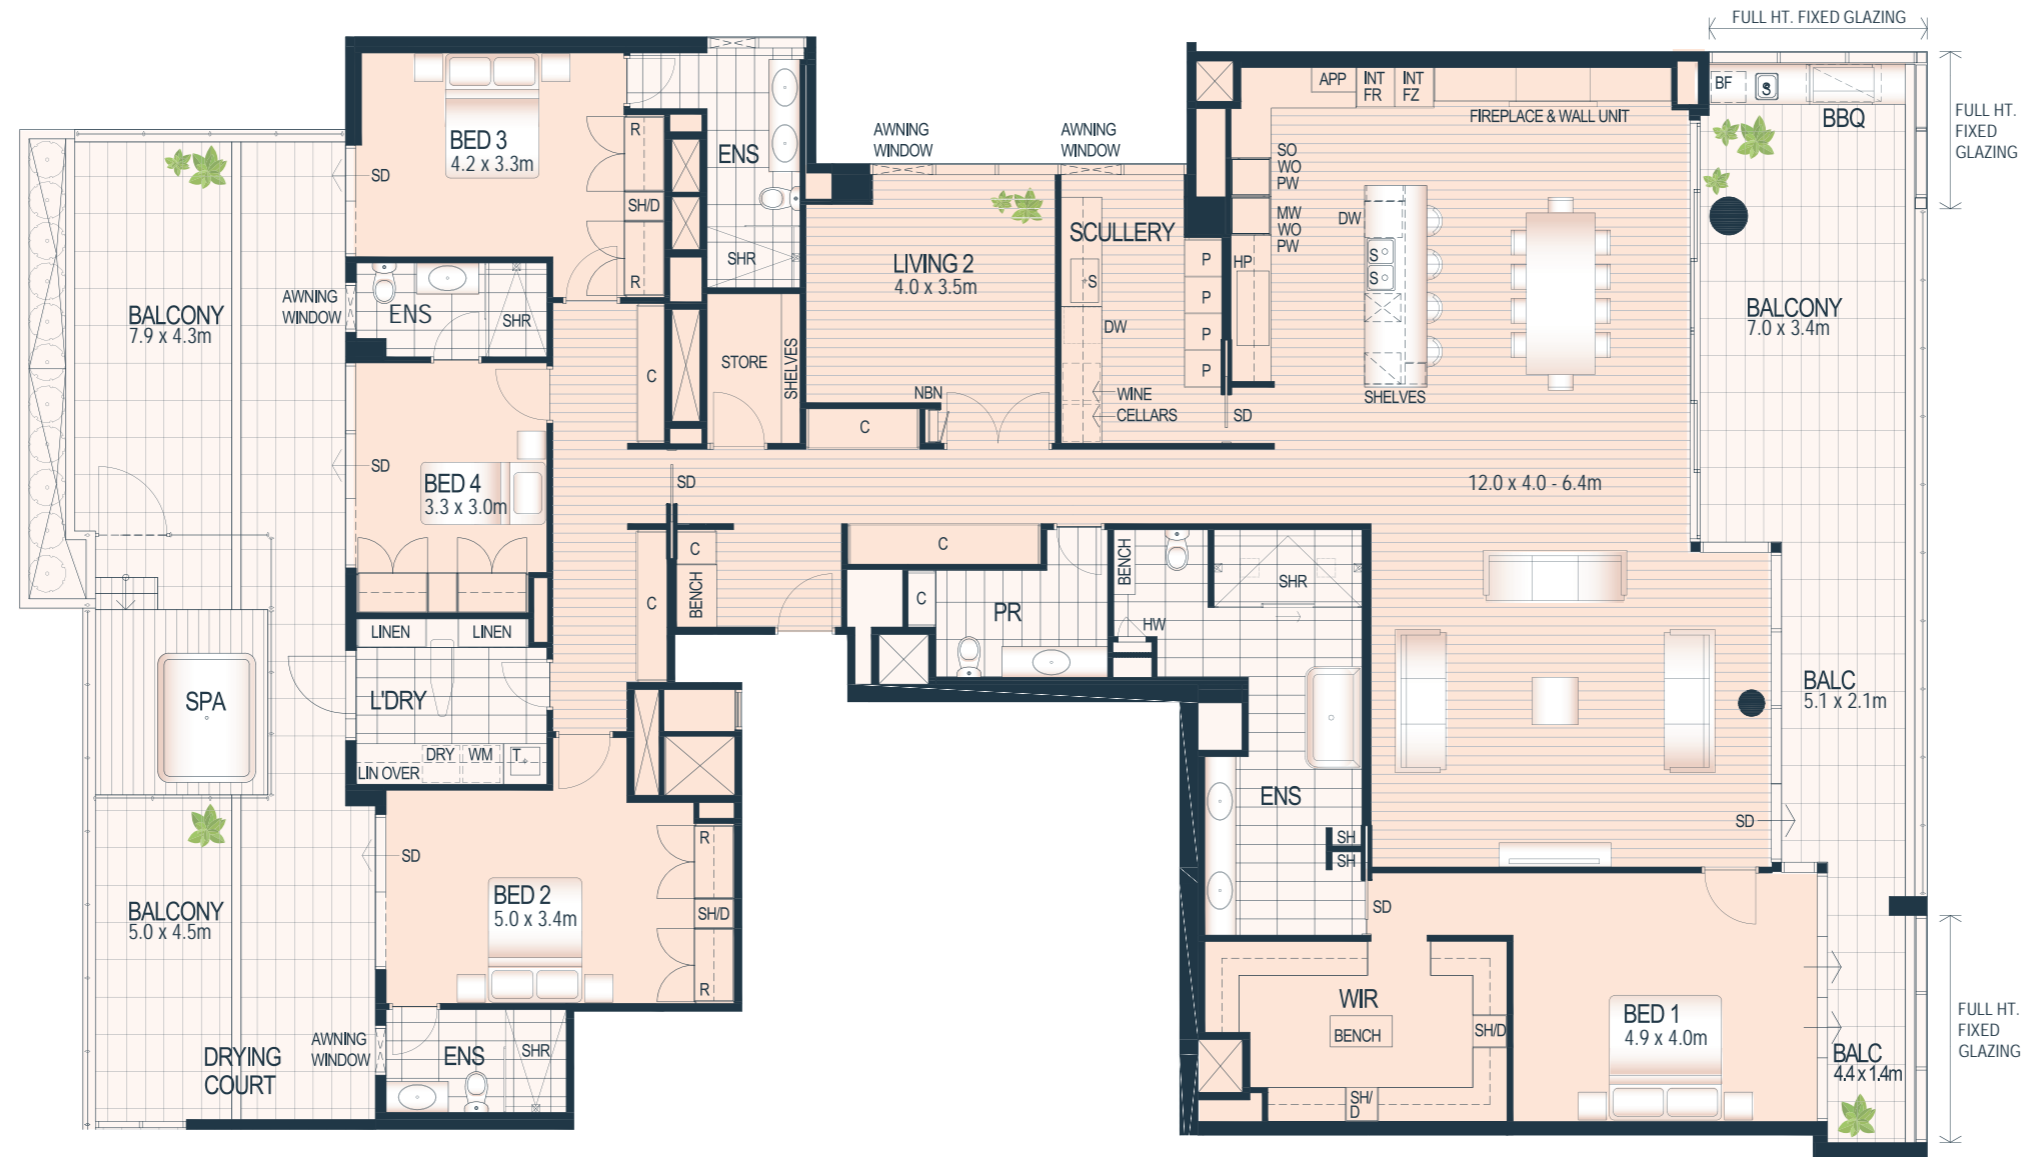 FULL HT. FIXED GLAZING
FULL HT.
FIXED
GLAZING
BF
S
BBQ
APP
INT
FR
INT
FZ
FIREPLACE & WALL UNIT
AWNING
WINDOW
AWNING
WINDOW
BED 3
4.2 x 3.3m
R
SH/D
R
SD
ENS
SHR
SO
WO
PW
MW
WO
PW
HP
DW
S
S
SHELVES
SCULLERY
S
DW
P
P
P
P
WINE
CELLARS
SD
LIVING 2
4.0 x 3.5m
NBN
C
STORE
SHELVES
C
BALCONY
7.9 x 4.3m
AWNING
WINDOW
ENS
SHR
BALCONY
7.0 x 3.4m
SD
BED 4
3.3 x 3.0m
SD
12.0 x 4.0 - 6.4m
C
BENCH
C
C
C
PR
BENCH
HW
SHR
LINEN
LINEN
L'DRY
DRY
WM
T
LIN OVER
SPA
BALC
5.1 x 2.1m
SD
ENS
SH
SH
SD
SD
BED 2
5.0 x 3.4m
R
SH/D
R
BALCONY
5.0 x 4.5m
DRYING
COURT
AWNING
WINDOW
ENS
SHR
WIR
BENCH
SH/D
SH/
D
BED 1
4.9 x 4.0m
BALC
4.4 x 1.4m
FULL HT.
FIXED
GLAZING